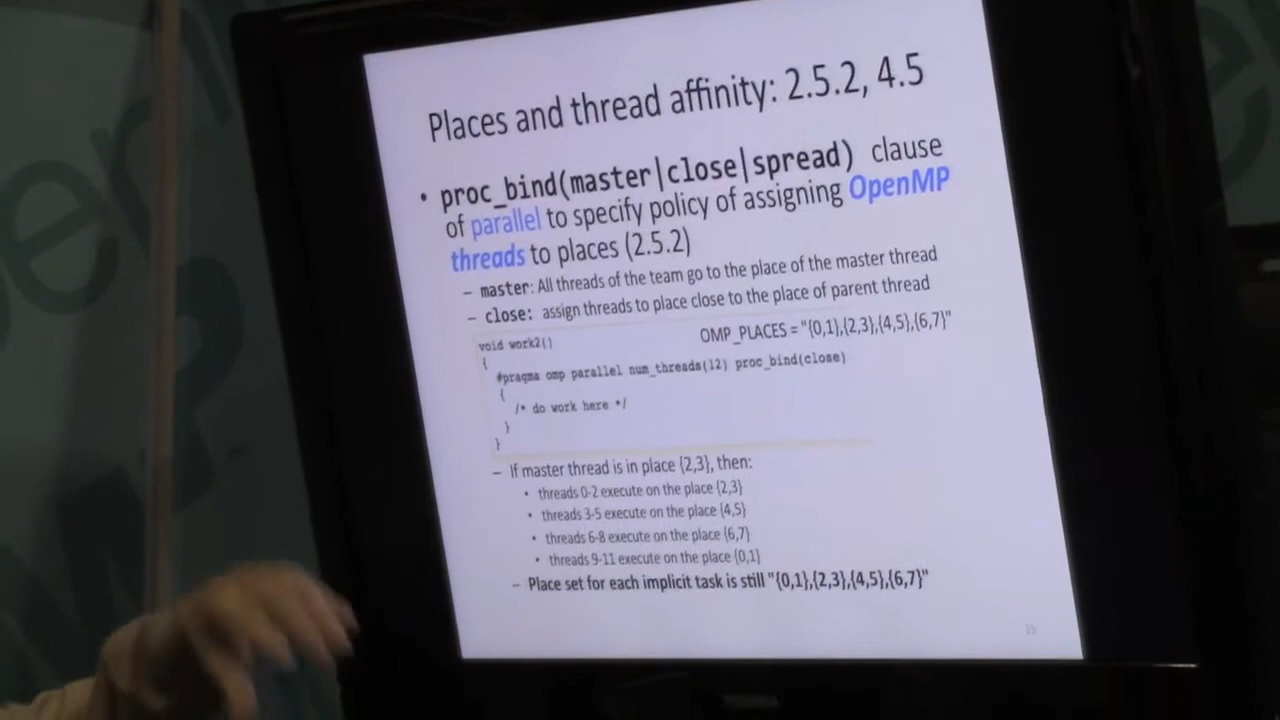 Places and thread affinity: 2.5.2, 4.5
• proc_bind(master|close|spread) clause
of parallel to specify policy of assigning OpenMP
threads to places (2.5.2)
– master: All threads of the team go to the place of the master thread
– close: assign threads to place close to the place of parent thread
void work2() OMP_PLACES = "{0,1},{2,3},{4,5},{6,7}"
{
#pragma omp parallel num_threads(12) proc_bind(close)
{
/* do work here */
}
}
– If master thread is in place {2,3}, then:
• threads 0-2 execute on the place {2,3}
• threads 3-5 execute on the place {4,5}
• threads 6-8 execute on the place {6,7}
• threads 9-11 execute on the place {0,1}
– Place set for each implicit task is still "{0,1},{2,3},{4,5},{6,7}"